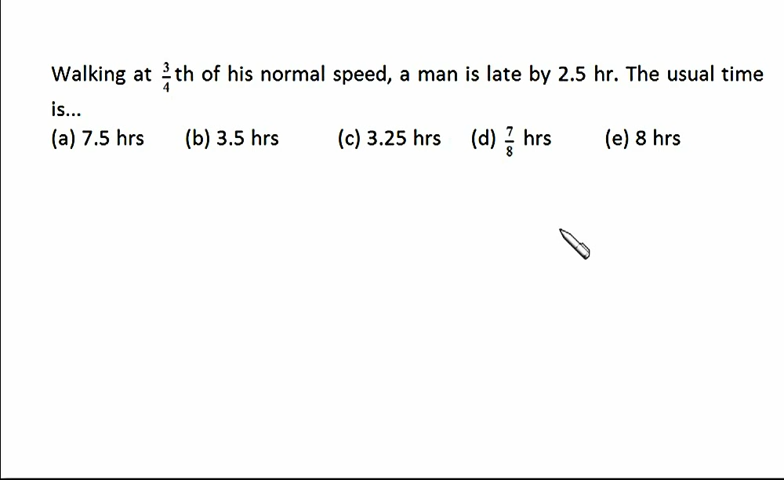 Walking at 3/4th of his normal speed, a man is late by 2.5 hr. The usual time
is...
(a) 7.5 hrs (b) 3.5 hrs (c) 3.25 hrs (d) 7/8 hrs (e) 8 hrs